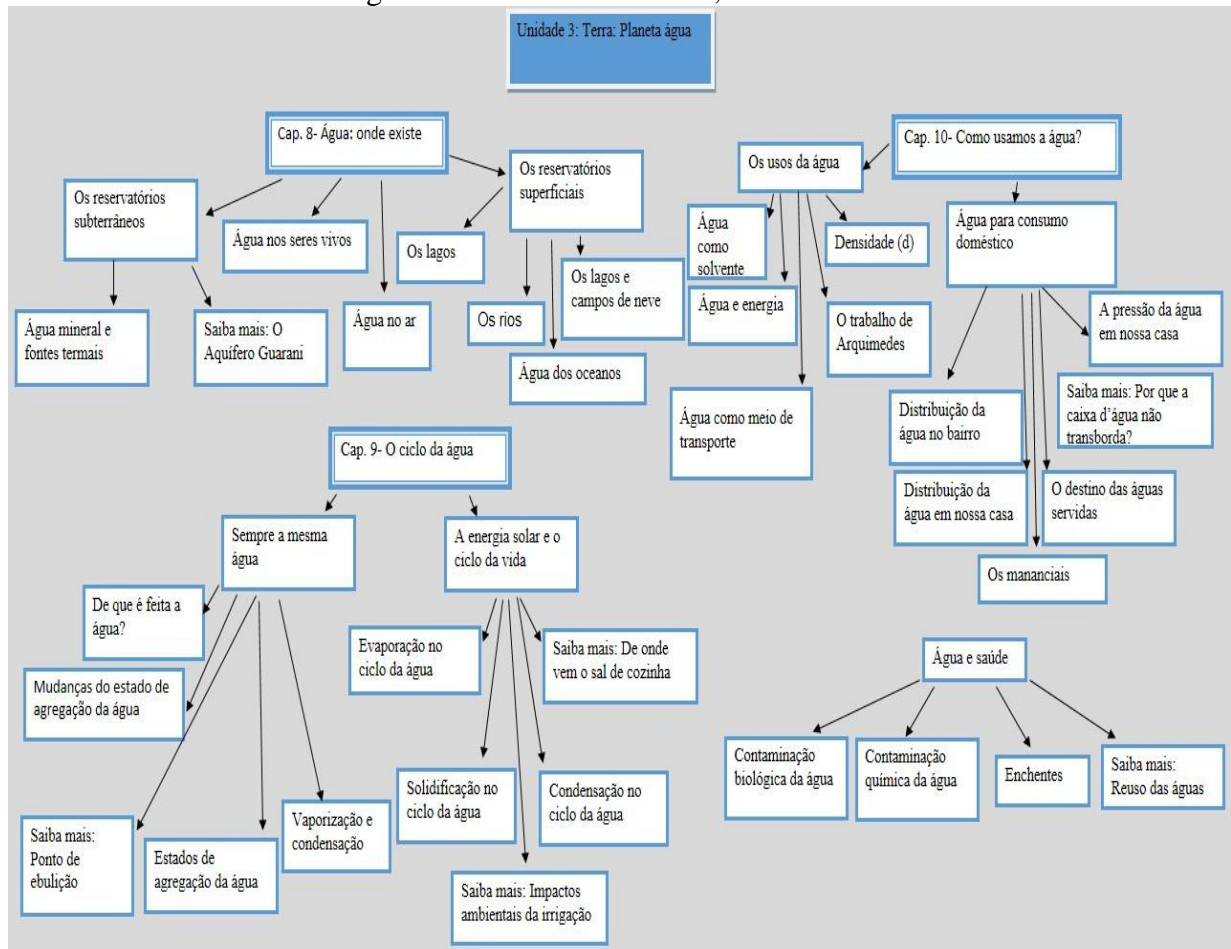 Unidade 3: Terra: Planeta água
Cap. 8- Água: onde existe
Os reservatórios
subterrâneos
Água nos seres vivos
Os lagos
Os reservatórios
superficiais
Água mineral e
fontes termais
Saiba mais: O
Aquífero Guarani
Água no ar
Os rios
Os lagos e
campos de neve
Água dos oceanos
Cap. 10- Como usamos a água?
Os usos da água
Água
como
solvente
Densidade (d)
Água e energia
O trabalho de
Arquimedes
Água como meio de
transporte
Água para consumo
doméstico
A pressão da água
em nossa casa
Saiba mais: Por que a
caixa d’água não
transborda?
Distribuição da
água no bairro
Distribuição da
água em nossa casa
O destino das águas
servidas
Os mananciais
Cap. 9- O ciclo da água
Sempre a mesma
água
A energia solar e o
ciclo da vida
De que é feita a
água?
Mudanças do estado de
agregação da água
Saiba mais:
Ponto de
ebulição
Estados de
agregação da água
Vaporização e
condensação
Evaporação no
ciclo da água
Saiba mais: De onde
vem o sal de cozinha
Solidificação no
ciclo da água
Condensação no
ciclo da água
Saiba mais: Impactos
ambientais da irrigação
Água e saúde
Contaminação
biológica da água
Contaminação
química da água
Enchentes
Saiba mais:
Reuso das águas